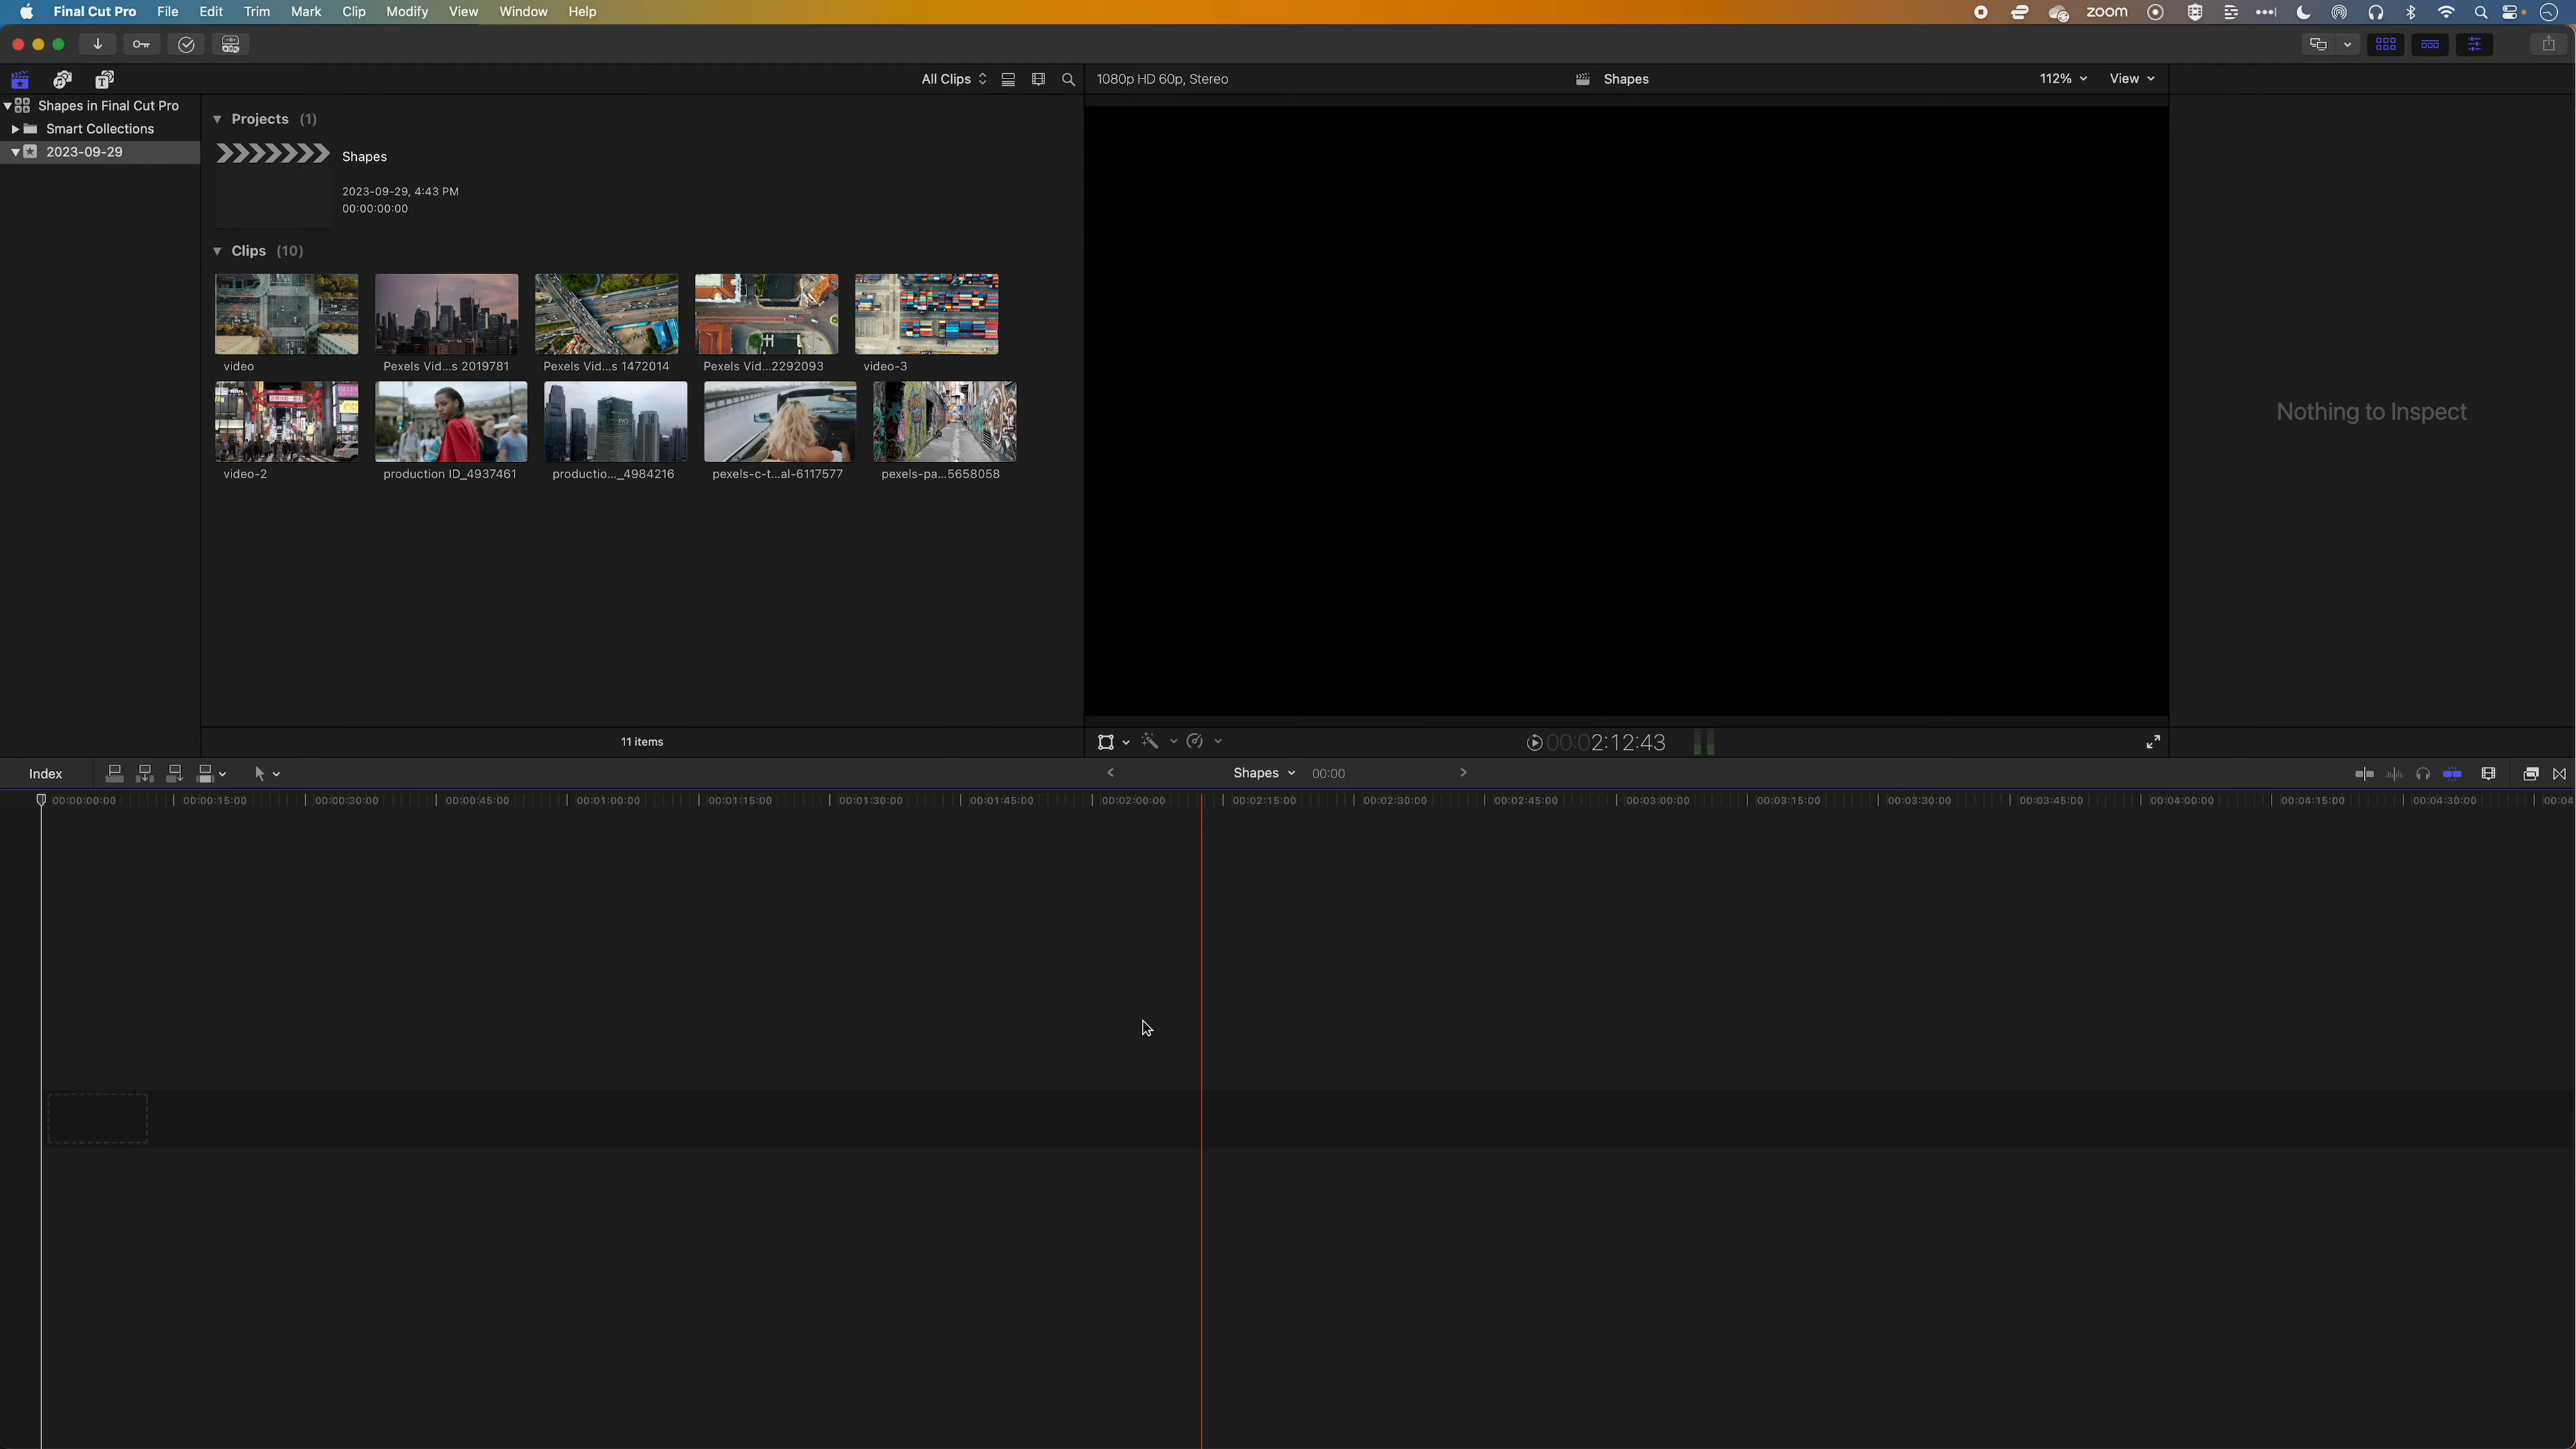 Final Cut Pro File Edit Trim Mark Clip Modify View Window Help zoom
All Clips 1080p HD 60p, Stereo Shapes 112% View
Shapes in Final Cut Pro
Smart Collections
2023-09-29
Projects (1)
Shapes
2023-09-29, 4:43 PM
00:00:00:00
Clips (10)
video Pexels Vid...s 2019781 Pexels Vid...s 1472014 Pexels Vid...2292093 video-3
video-2 production ID_4937461 productio..._4984216 pexels-c-t...al-6117577 pexels-pa...5658058
Nothing to Inspect
11 items 00:02:12:43
Index Shapes 00:00
00:00:00:00 00:00:15:00 00:00:30:00 00:00:45:00 00:01:00:00 00:01:15:00 00:01:30:00 00:01:45:00 00:02:00:00 00:02:15:00 00:02:30:00 00:02:45:00 00:03:00:00 00:03:15:00 00:03:30:00 00:03:45:00 00:04:00:00 00:04:15:00 00:04:30:00 00:04